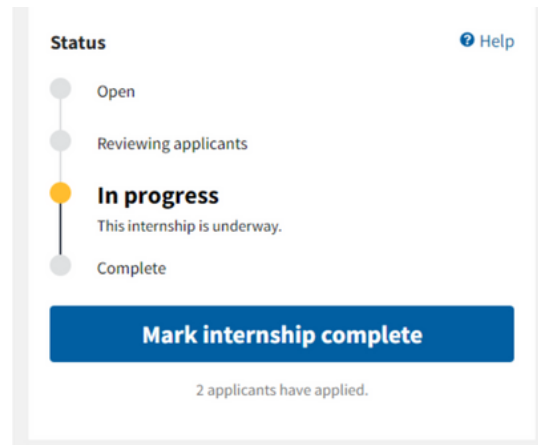 Status
Help
Open
Reviewing applicants
In progress
This internship is underway.
Complete
Mark internship complete
2 applicants have applied.